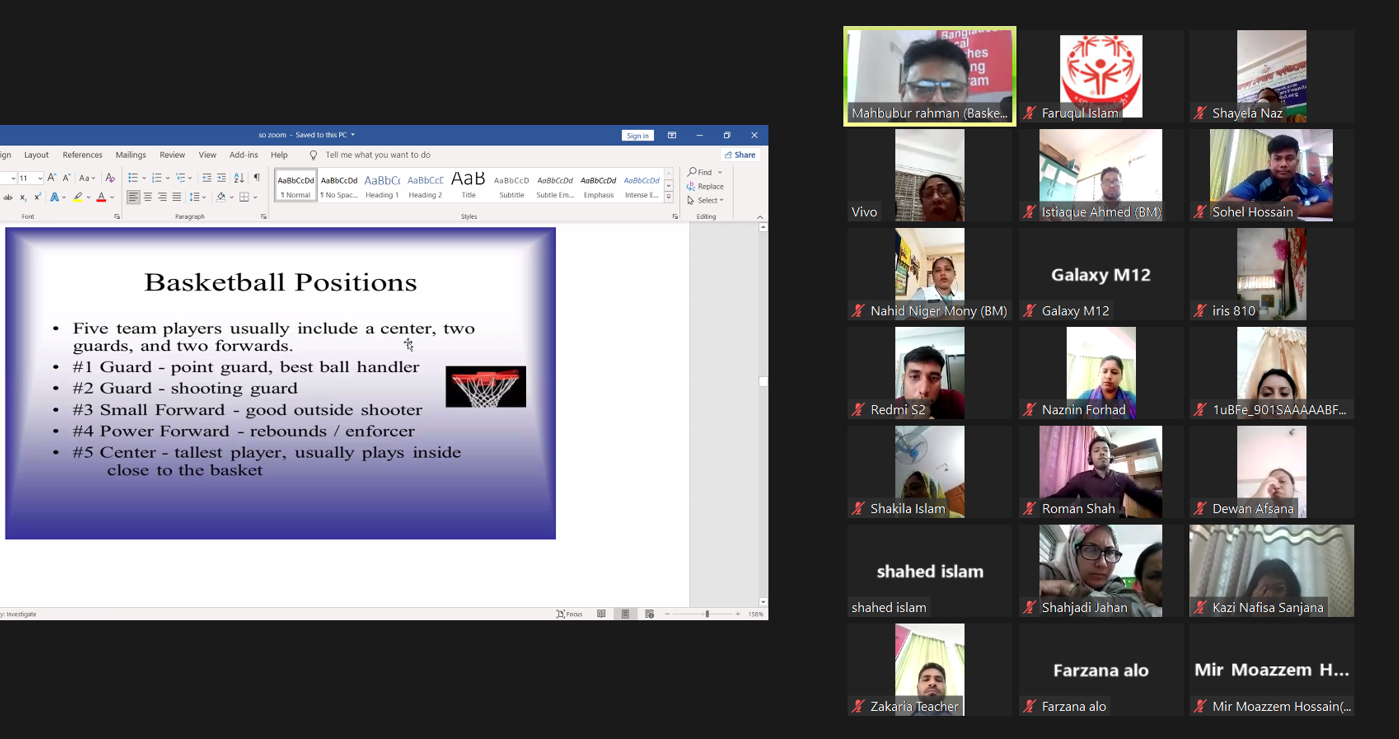 so zoom - Saved to this PC
Sign in
ign Layout References Mailings Review View Add-ins Help Tell me what you want to do Share
11 Aa
AaBbCcDd AaBbCcDd AaBbCc AaBbCcC AaB AaBbCcD AaBbCcDd AaBbCcDd AaBbCcDd
¶ Normal ¶ No Spac... Heading 1 Heading 2 Title Subtitle Subtle Em... Emphasis Intense E...
Find
Replace
Select
Font Paragraph Styles Editing
Basketball Positions
• Five team players usually include a center, two
guards, and two forwards.
• #1 Guard - point guard, best ball handler
• #2 Guard - shooting guard
• #3 Small Forward - good outside shooter
• #4 Power Forward - rebounds / enforcer
• #5 Center - tallest player, usually plays inside
close to the basket
y: Investigate
Focus
158%
Mahbubur rahman (Baske...
Faruqul Islam
Shayela Naz
Vivo
Istiaque Ahmed (BM)
Sohel Hossain
Nahid Niger Mony (BM)
Galaxy M12
Galaxy M12
iris 810
Redmi S2
Naznin Forhad
1uBFe_901SAAAAABF...
Shakila Islam
Roman Shah
Dewan Afsana
shahed islam
shahed islam
Shahjadi Jahan
Kazi Nafisa Sanjana
Zakaria Teacher
Farzana alo
Farzana alo
Mir Moazzem H...
Mir Moazzem Hossain(...